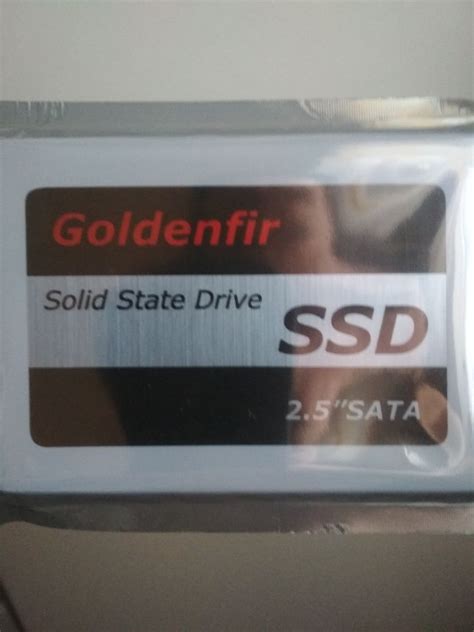 Goldenfir
Solid State Drive
SSD
2.5"SATA